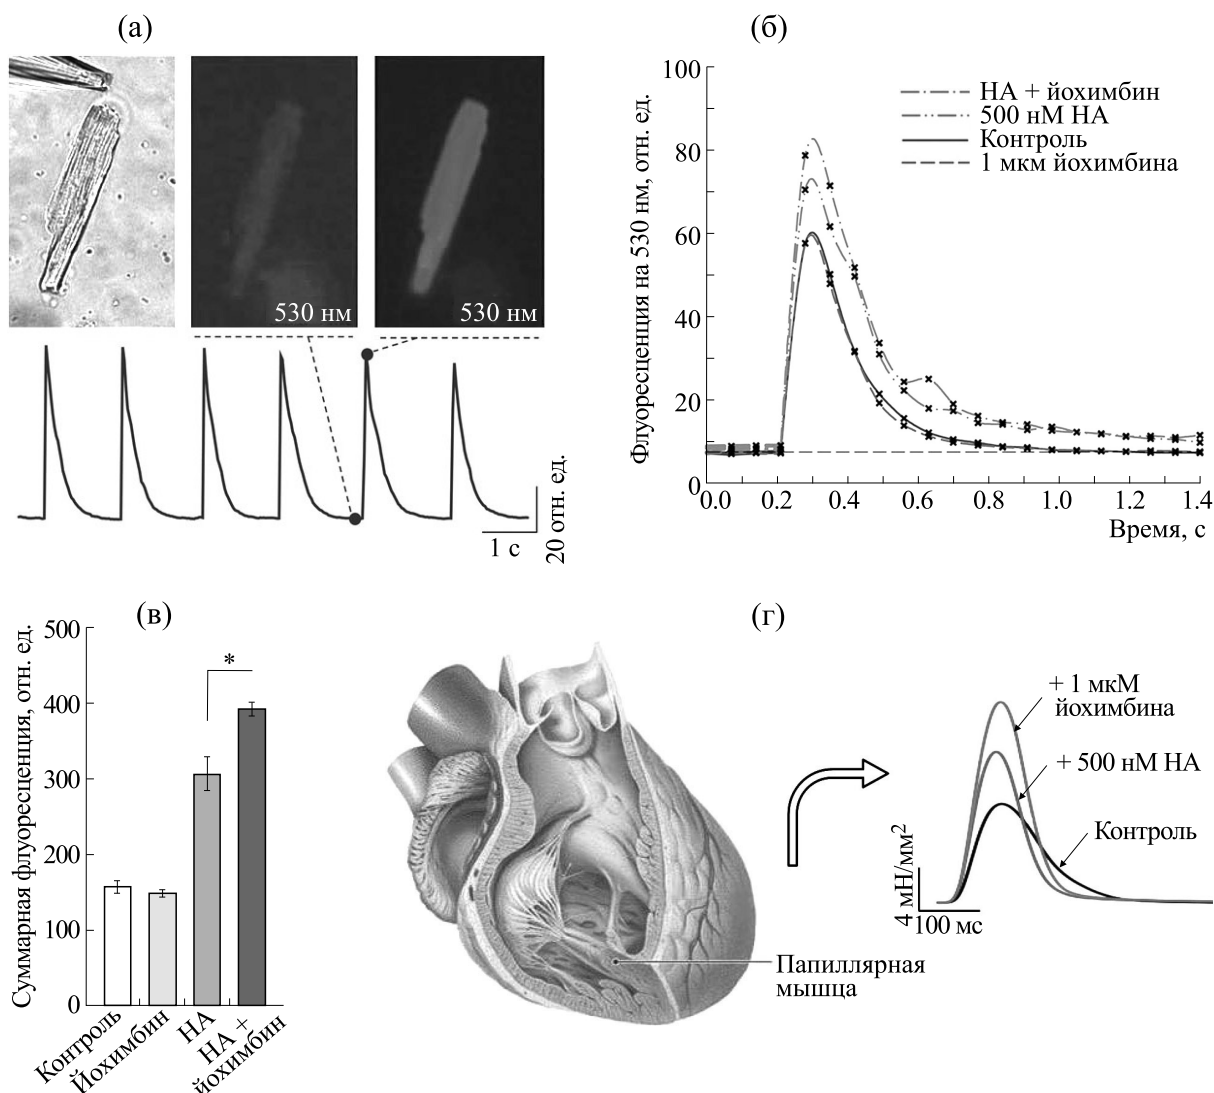 (а)
530 нм
530 нм
1 с
20 отн. ед.
(б)
Флуоресценция на 530 нм, отн. ед.
100
80
60
40
20
0
0.0
0.2
0.4
0.6
0.8
1.0
1.2
1.4
Время, с
НА + йохимбин
500 нМ НА
Контроль
1 мкм йохимбина
(в)
Суммарная флуоресценция, отн. ед.
500
400
300
200
100
0
*
Контроль
Йохимбин
НА
НА +
йохимбин
(г)
Папиллярная
мышца
+ 1 мкМ
йохимбина
+ 500 нМ НА
Контроль
4 мН/мм²
100 мс